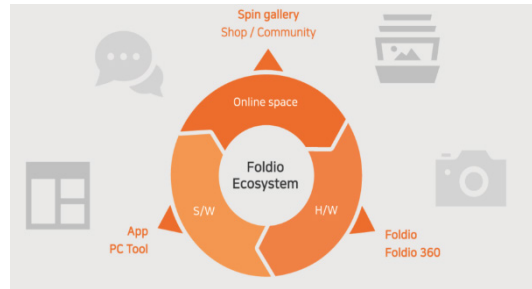 Spin gallery
Shop / Community
Online space
Foldio
Ecosystem
S/W
H/W
App
PC Tool
Foldio
Foldio 360